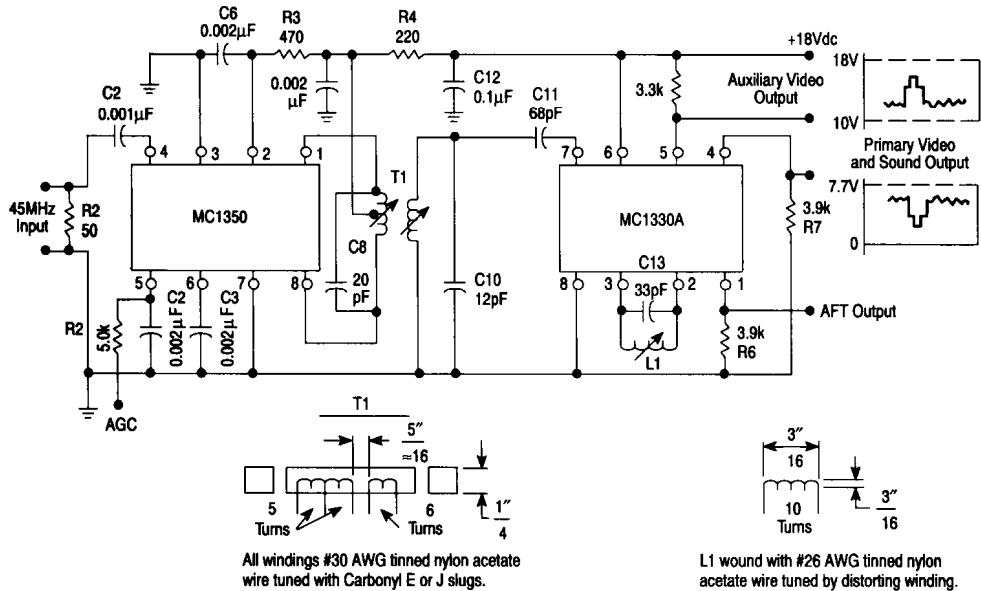 C6
0.002µF
R3
470
R4
220
+18Vdc
18V
10V
0.002
µF
C12
0.1µF
3.3k
Auxiliary Video
Output
C2
0.001µF
C11
68pF
4
3
2
1
7
6
5
4
Primary Video
and Sound Output
7.7V
0
45MHz
Input
R2
50
MC1350
T1
MC1330A
3.9k
R7
C8
20
pF
C10
12pF
C13
33pF
5
6
7
8
8
3
2
1
C2
0.002µF
C3
0.002µF
R2
5.0k
L1
3.9k
R6
AFT Output
AGC
T1
5″
≈16
5
Turns
6
Turns
1″
4
3″
16
10
Turns
3″
16
All windings #30 AWG tinned nylon acetate
wire tuned with Carbonyl E or J slugs.
L1 wound with #26 AWG tinned nylon
acetate wire tuned by distorting winding.